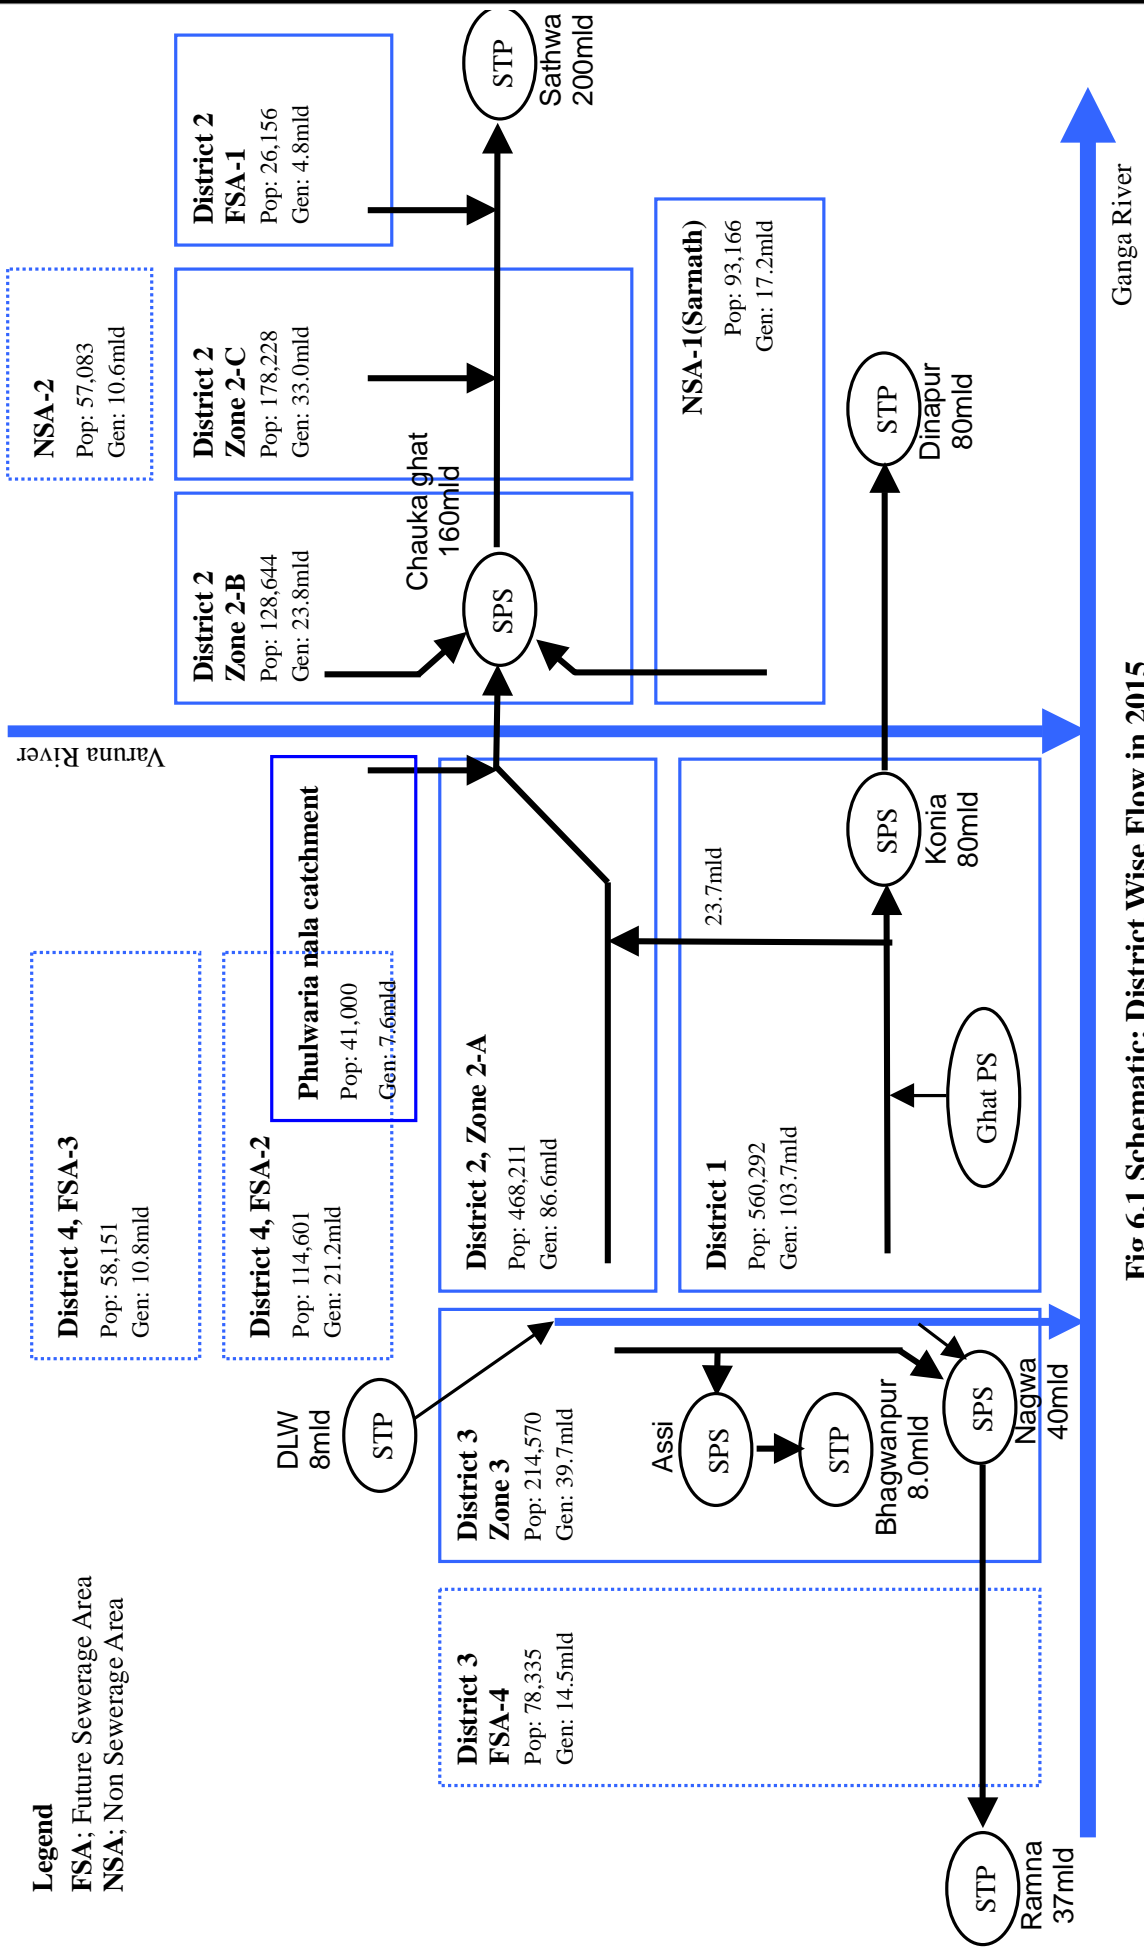 Legend
FSA; Future Sewerage Area
NSA; Non Sewerage Area
District 4, FSA-3
Pop: 58,151
Gen: 10.8mld
District 4, FSA-2
Pop: 114,601
Gen: 21.2mld
Phulwaria nala catchment
Pop: 41,000
Gen: 7.6mld
Varuna River
NSA-2
Pop: 57,083
Gen: 10.6mld
District 2
FSA-1
Pop: 26,156
Gen: 4.8mld
District 2
Zone 2-C
Pop: 178,228
Gen: 33.0mld
District 2
Zone 2-B
Pop: 128,644
Gen: 23.8mld
Chauka ghat
160mld
SPS
STP
Sathwa
200mld
DLW
8mld
STP
District 3
FSA-4
Pop: 78,335
Gen: 14.5mld
District 3
Zone 3
Pop: 214,570
Gen: 39.7mld
Assi
SPS
STP
Bhagwanpur
8.0mld
SPS
Nagwa
40mld
STP
Ramna
37mld
District 2, Zone 2-A
Pop: 468,211
Gen: 86.6mld
District 1
Pop: 560,292
Gen: 103.7mld
23.7mld
Ghat PS
SPS
Konia
80mld
NSA-1(Sarnath)
Pop: 93,166
Gen: 17.2mld
STP
Dinapur
80mld
Ganga River
Fig 6.1 Schematic: District Wise Flow in 2015